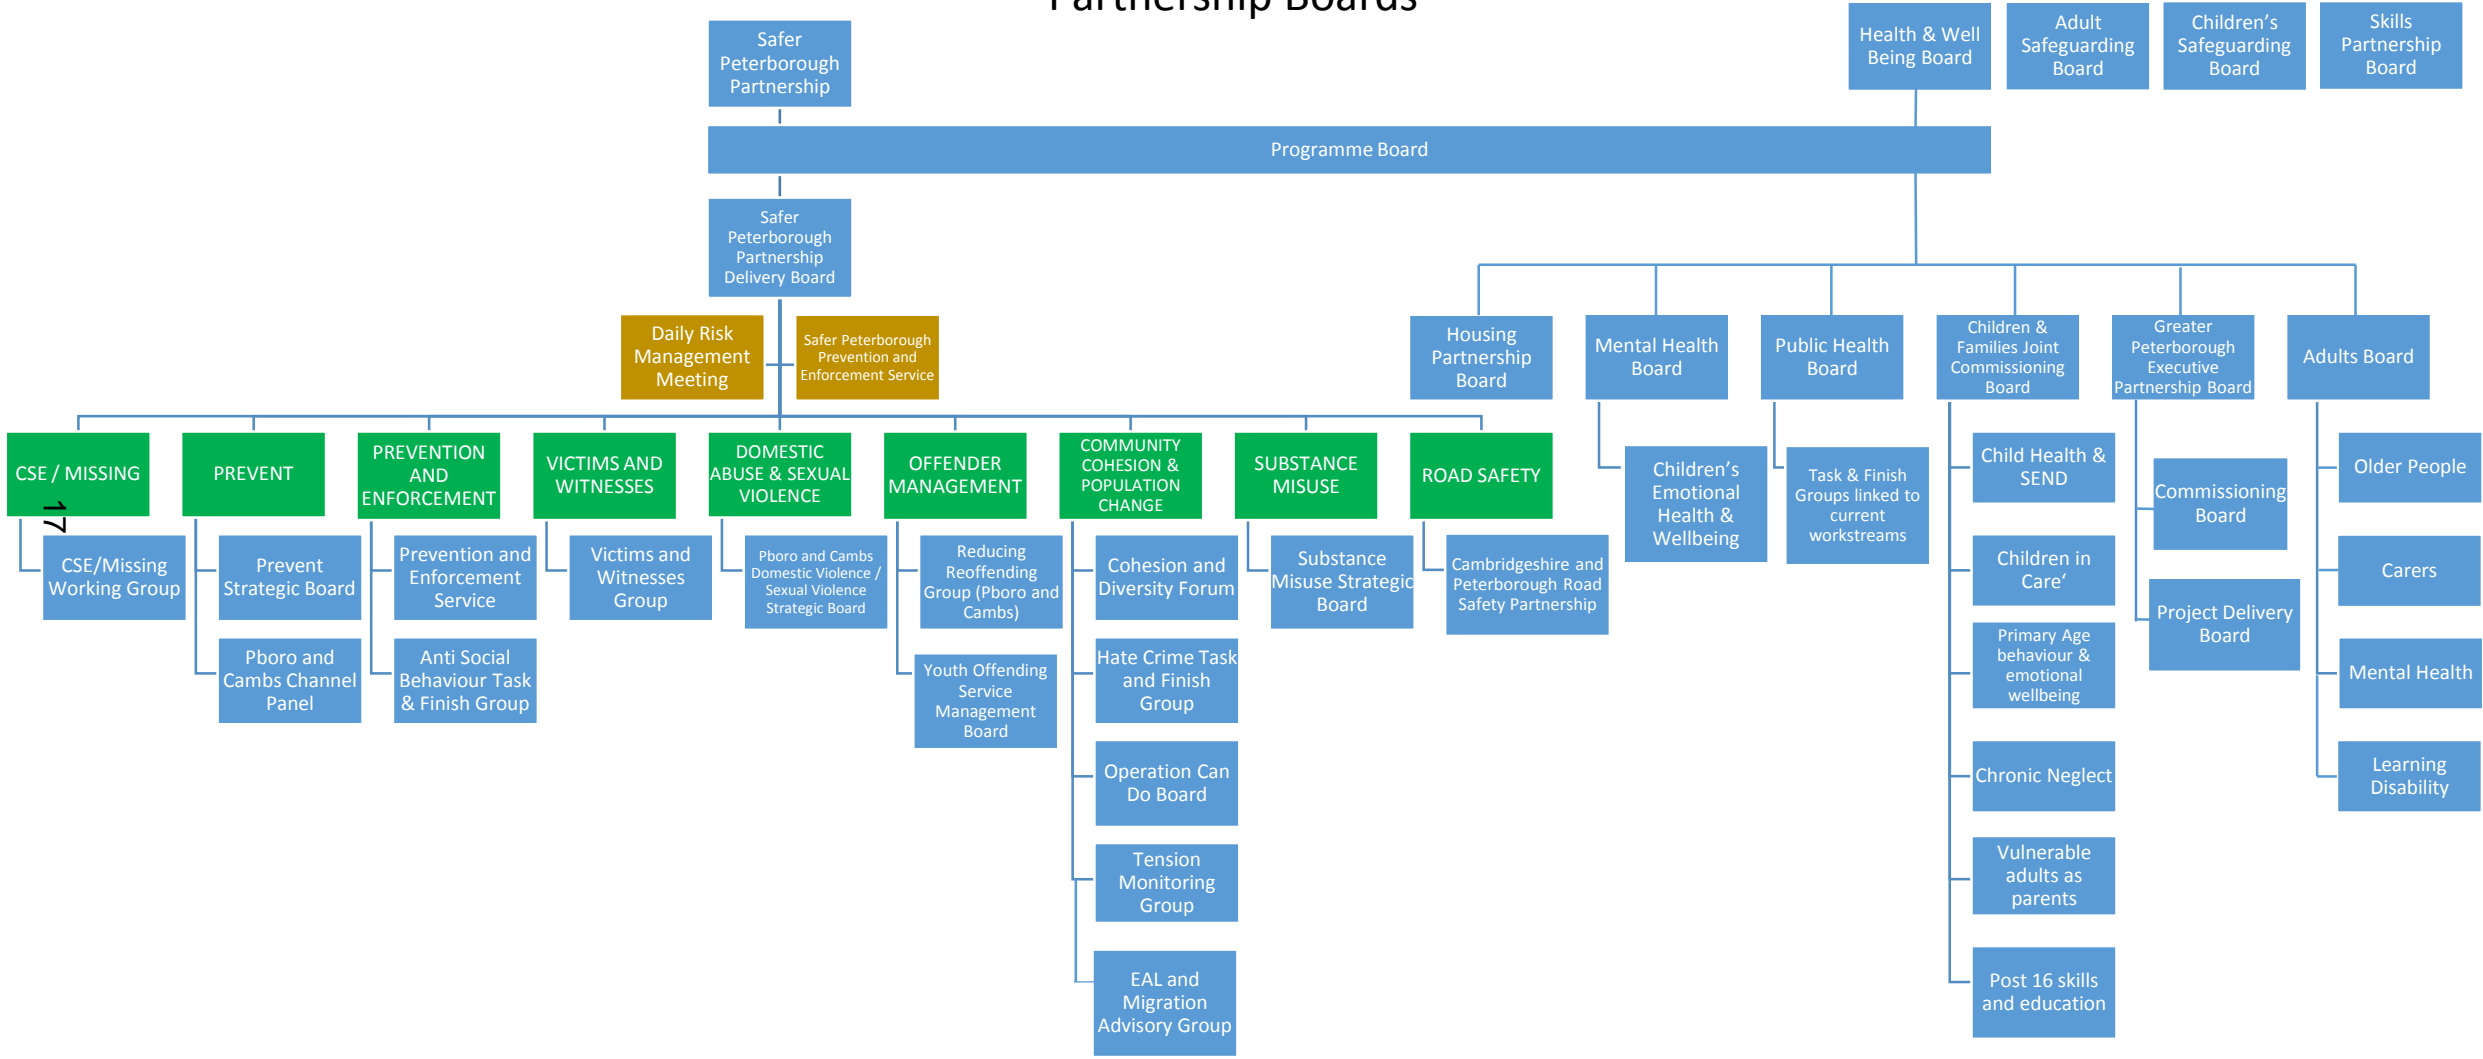 Partnership Boards
Safer
Peterborough
Partnership
Health & Well
Being Board
Adult
Safeguarding
Board
Children's
Safeguarding
Board
Skills
Partnership
Board
Programme Board
Safer
Peterborough
Partnership
Delivery Board
Daily Risk
Management
Meeting
Safer Peterborough
Prevention and
Enforcement Service
Housing
Partnership
Board
Mental Health
Board
Public Health
Board
Children &
Families Joint
Commissioning
Board
Greater
Peterborough
Executive
Partnership Board
Adults Board
CSE / MISSING
PREVENT
PREVENTION
AND
ENFORCEMENT
VICTIMS AND
WITNESSES
DOMESTIC
ABUSE & SEXUAL
VIOLENCE
OFFENDER
MANAGEMENT
COMMUNITY
COHESION &
POPULATION
CHANGE
SUBSTANCE
MISUSE
ROAD SAFETY
17
CSE/Missing
Working Group
Prevent
Strategic Board
Pboro and
Cambs Channel
Panel
Prevention and
Enforcement
Service
Anti Social
Behaviour Task
& Finish Group
Victims and
Witnesses
Group
Pboro and Cambs
Domestic Violence /
Sexual Violence
Strategic Board
Reducing
Reoffending
Group (Pboro and
Cambs)
Youth Offending
Service
Management
Board
Cohesion and
Diversity Forum
Hate Crime Task
and Finish
Group
Operation Can
Do Board
Tension
Monitoring
Group
EAL and
Migration
Advisory Group
Substance
Misuse Strategic
Board
Cambridgeshire and
Peterborough Road
Safety Partnership
Children's
Emotional
Health &
Wellbeing
Task & Finish
Groups linked to
current
workstreams
Child Health &
SEND
Children in
Care‘
Primary Age
behaviour &
emotional
wellbeing
Chronic Neglect
Vulnerable
adults as
parents
Post 16 skills
and education
Commissioning
Board
Project Delivery
Board
Older People
Carers
Mental Health
Learning
Disability